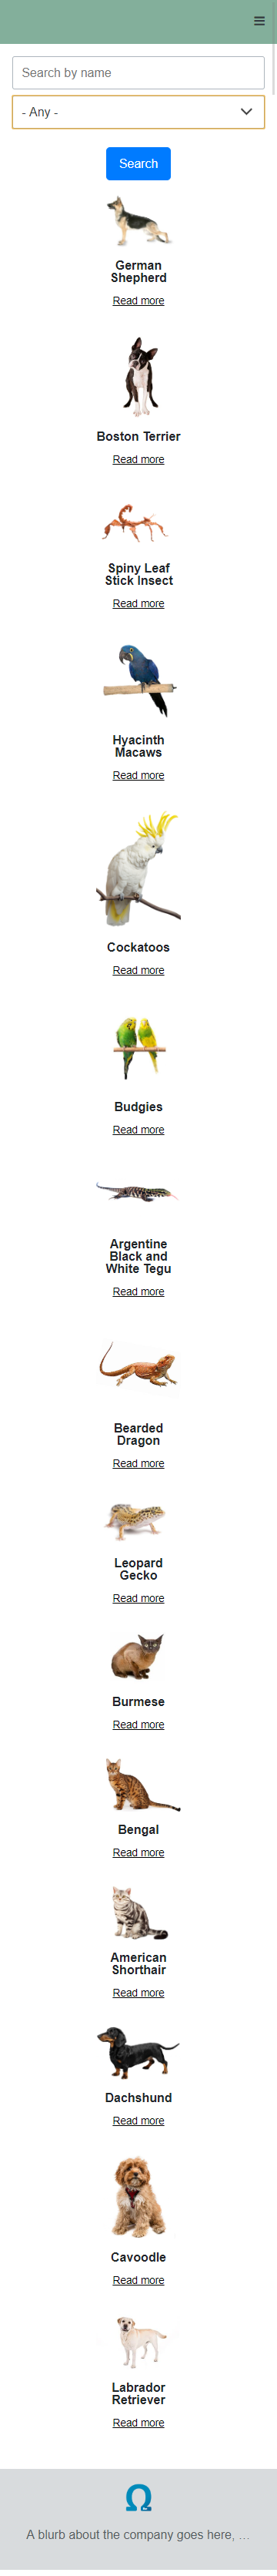 Search by name
- Any -
Search
German
Shepherd
Read more
Boston Terrier
Read more
Spiny Leaf
Stick Insect
Read more
Hyacinth
Macaws
Read more
Cockatoos
Read more
Budgies
Read more
Argentine
Black and
White Tegu
Read more
Bearded
Dragon
Read more
Leopard
Gecko
Read more
Burmese
Read more
Bengal
Read more
American
Shorthair
Read more
Dachshund
Read more
Cavoodle
Read more
Labrador
Retriever
Read more
Ω
A blurb about the company goes here, ...